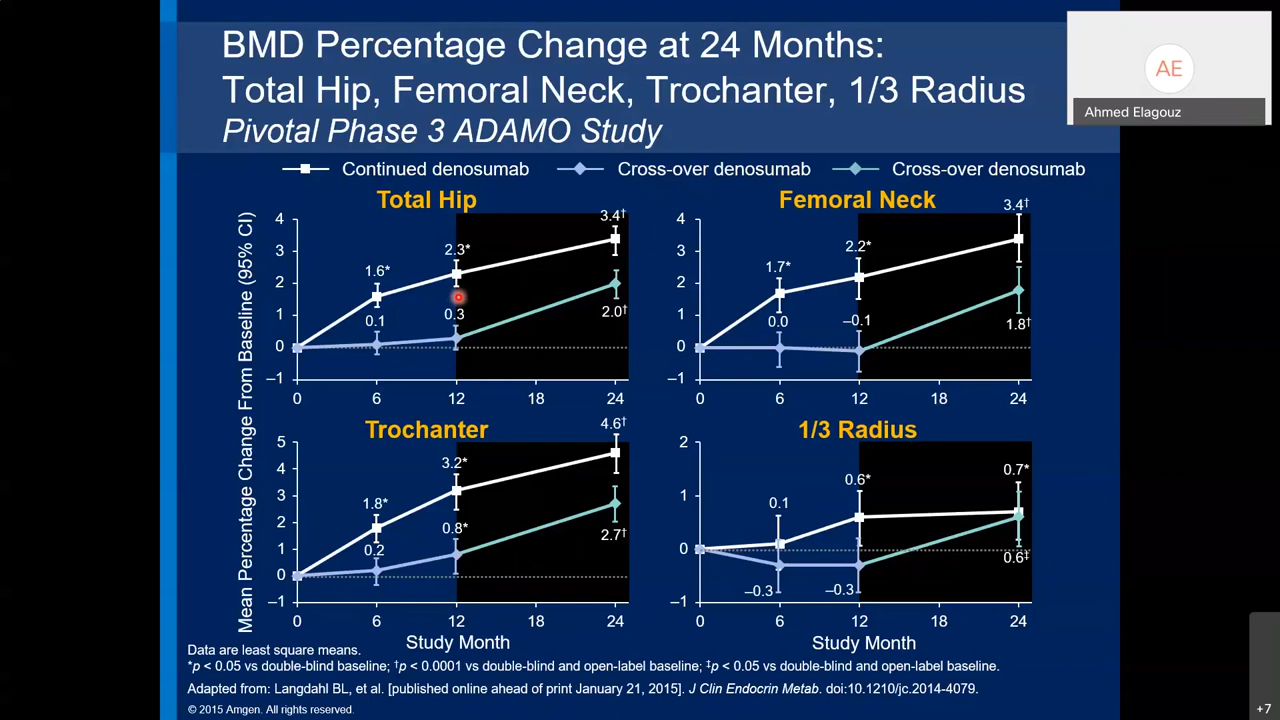 BMD Percentage Change at 24 Months:
Total Hip, Femoral Neck, Trochanter, 1/3 Radius
Pivotal Phase 3 ADAMO Study
AE
Ahmed Elagouz
Continued denosumab
Cross-over denosumab
Cross-over denosumab
Mean Percentage Change From Baseline (95% CI)
Total Hip
4
3
2
1
0
–1
1.6*
2.3*
3.4†
0.1
0.3
2.0†
0 6 12 18 24
Femoral Neck
4
3
2
1
0
–1
1.7*
2.2*
3.4†
0.0
–0.1
1.8†
0 6 12 18 24
Trochanter
5
4
3
2
1
0
–1
1.8*
3.2*
4.6†
0.2
0.8*
2.7†
0 6 12 18 24
Study Month
1/3 Radius
2
1
0
–1
0.1
0.6*
0.7*
–0.3
–0.3
0.6‡
0 6 12 18 24
Study Month
Data are least square means.
*p < 0.05 vs double-blind baseline; †p < 0.0001 vs double-blind and open-label baseline; ‡p < 0.05 vs double-blind and open-label baseline.
Adapted from: Langdahl BL, et al. [published online ahead of print January 21, 2015]. J Clin Endocrin Metab. doi:10.1210/jc.2014-4079.
© 2015 Amgen. All rights reserved.
+7